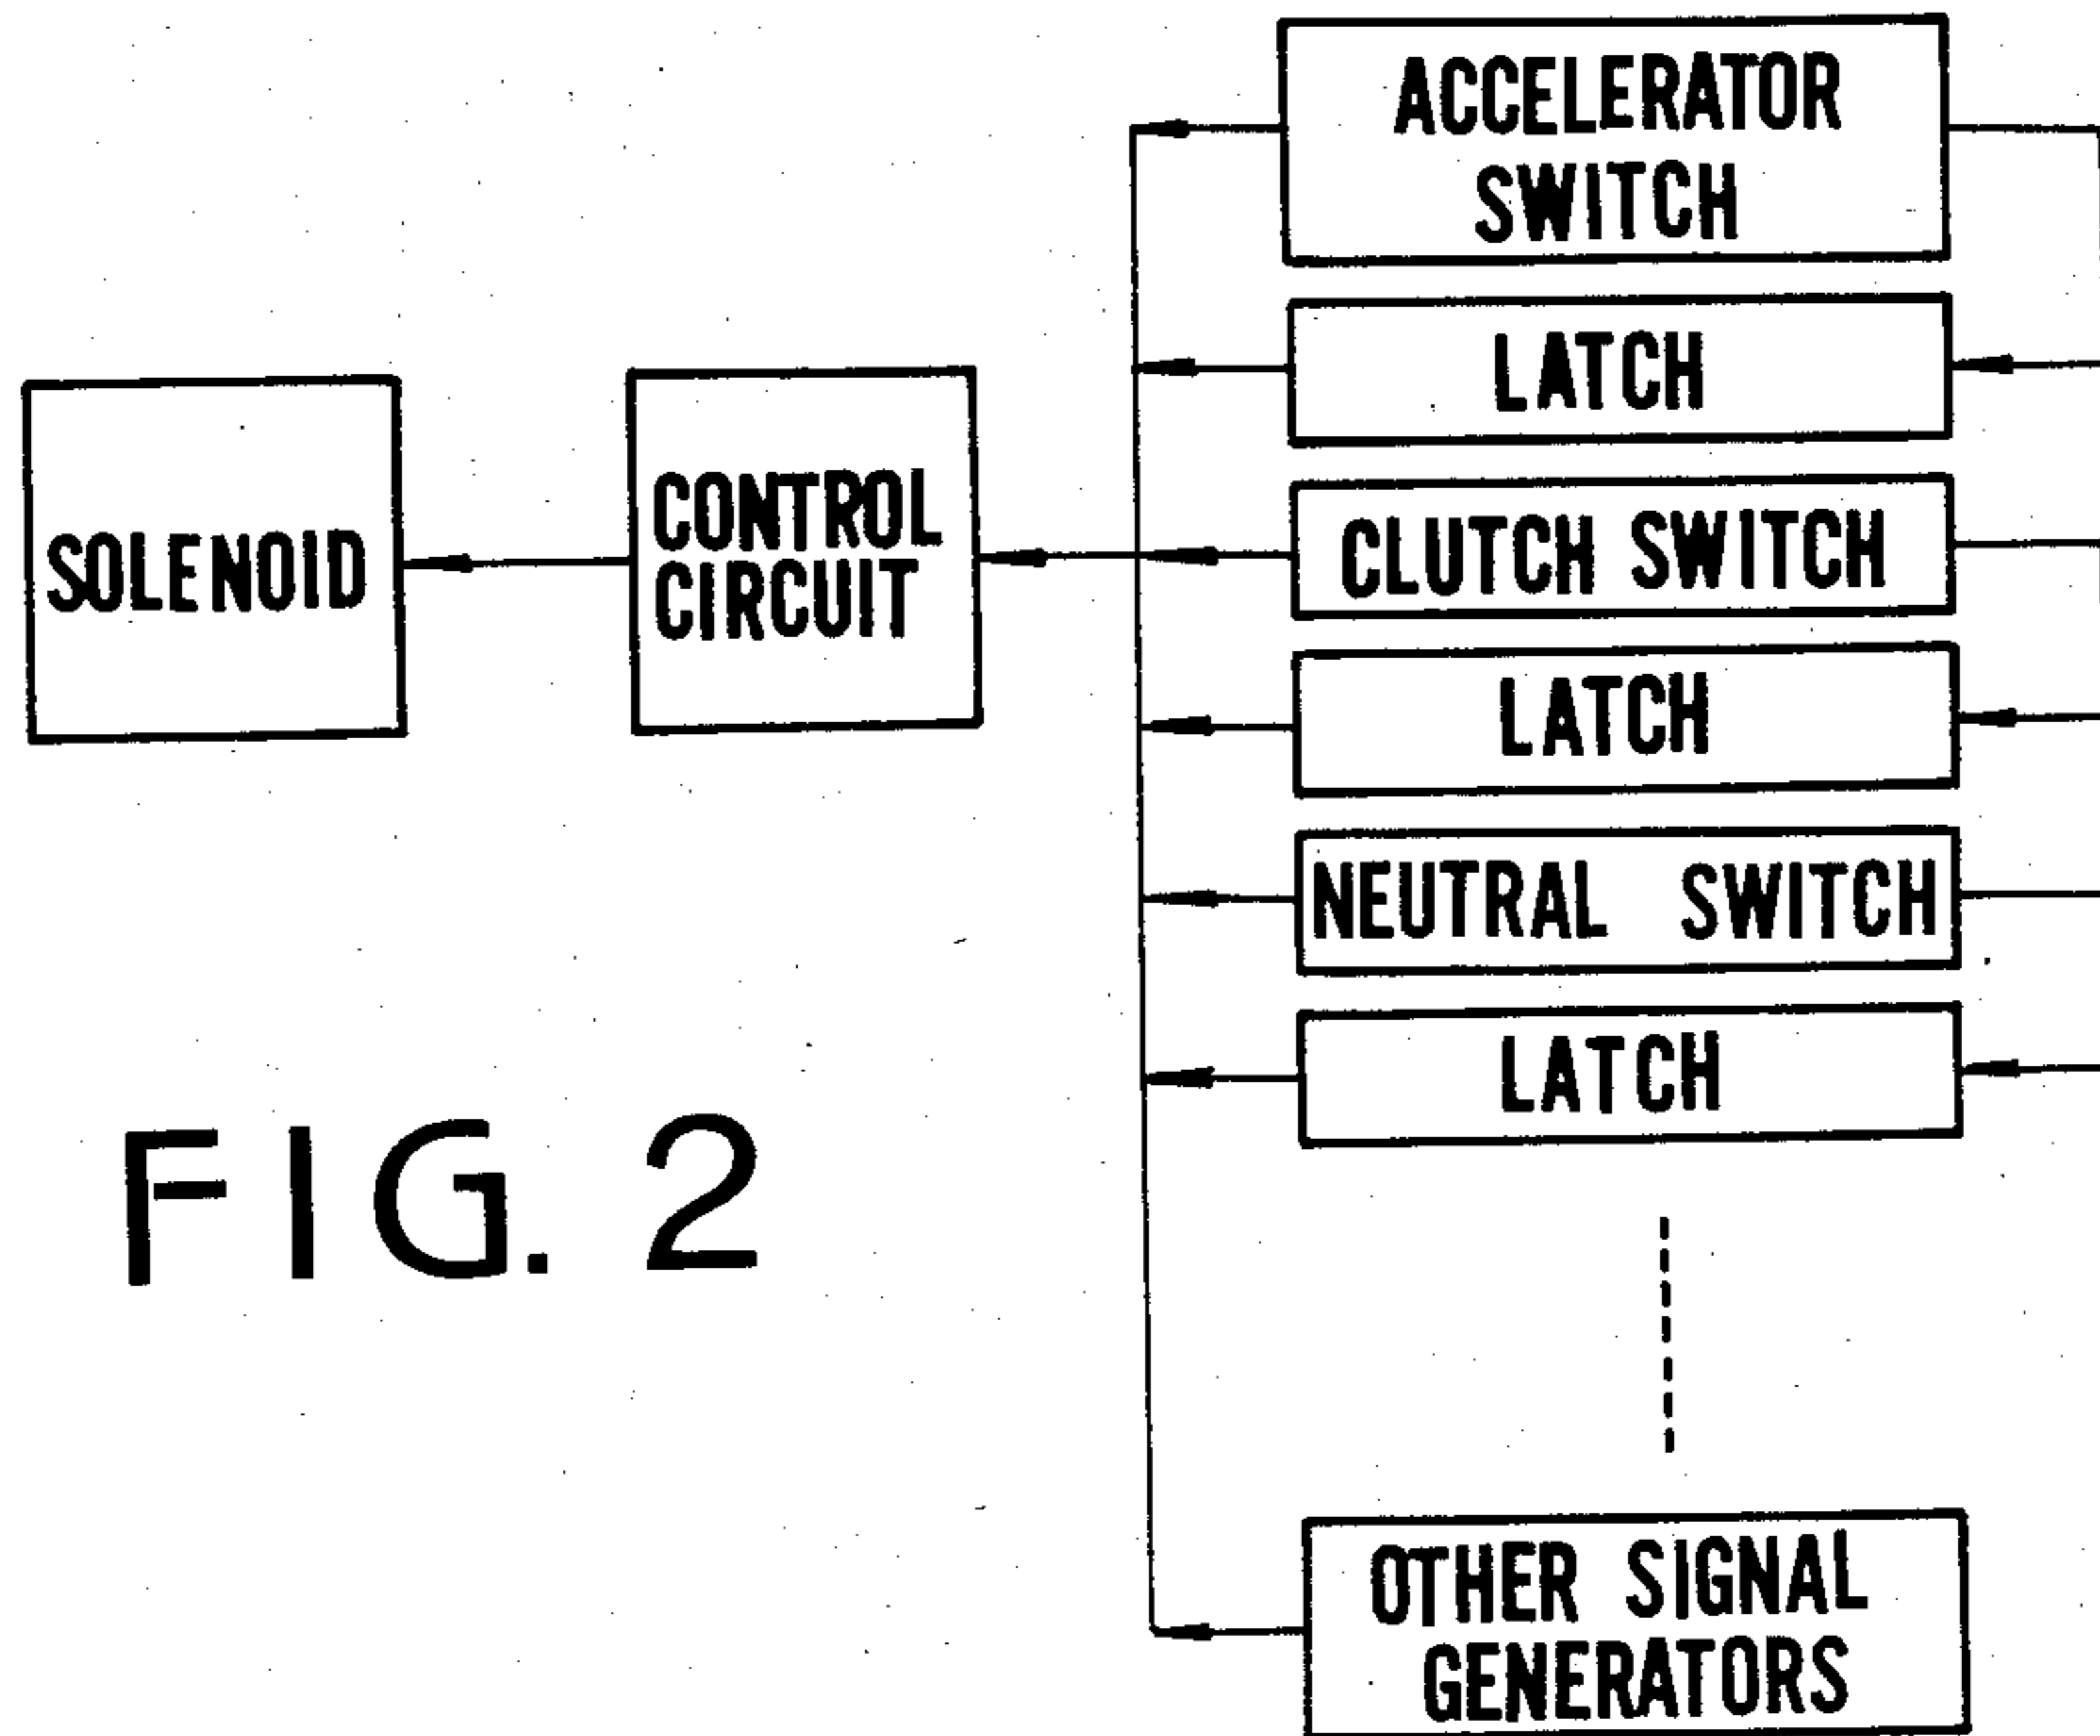 ACCELERATOR
SWITCH
LATCH
CLUTCH SWITCH
LATCH
NEUTRAL SWITCH
LATCH
OTHER SIGNAL
GENERATORS
CONTROL
CIRCUIT
SOLENOID
FIG. 2